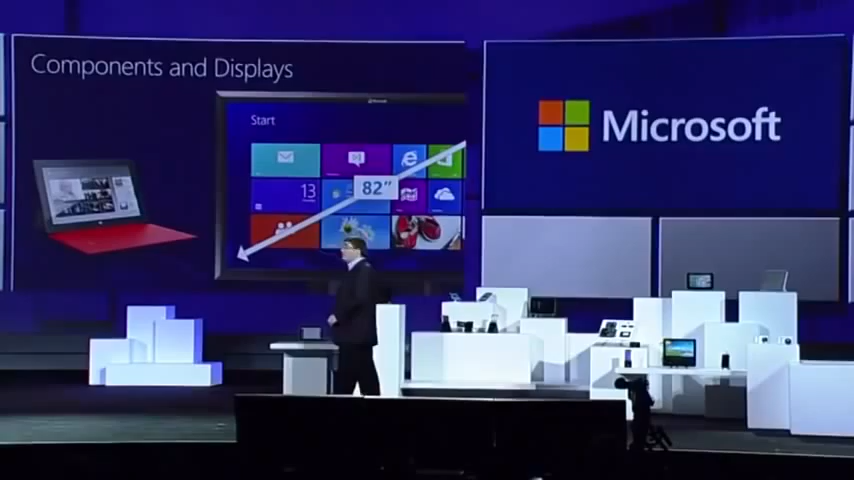 Components and Displays
Start
13
82”
Microsoft